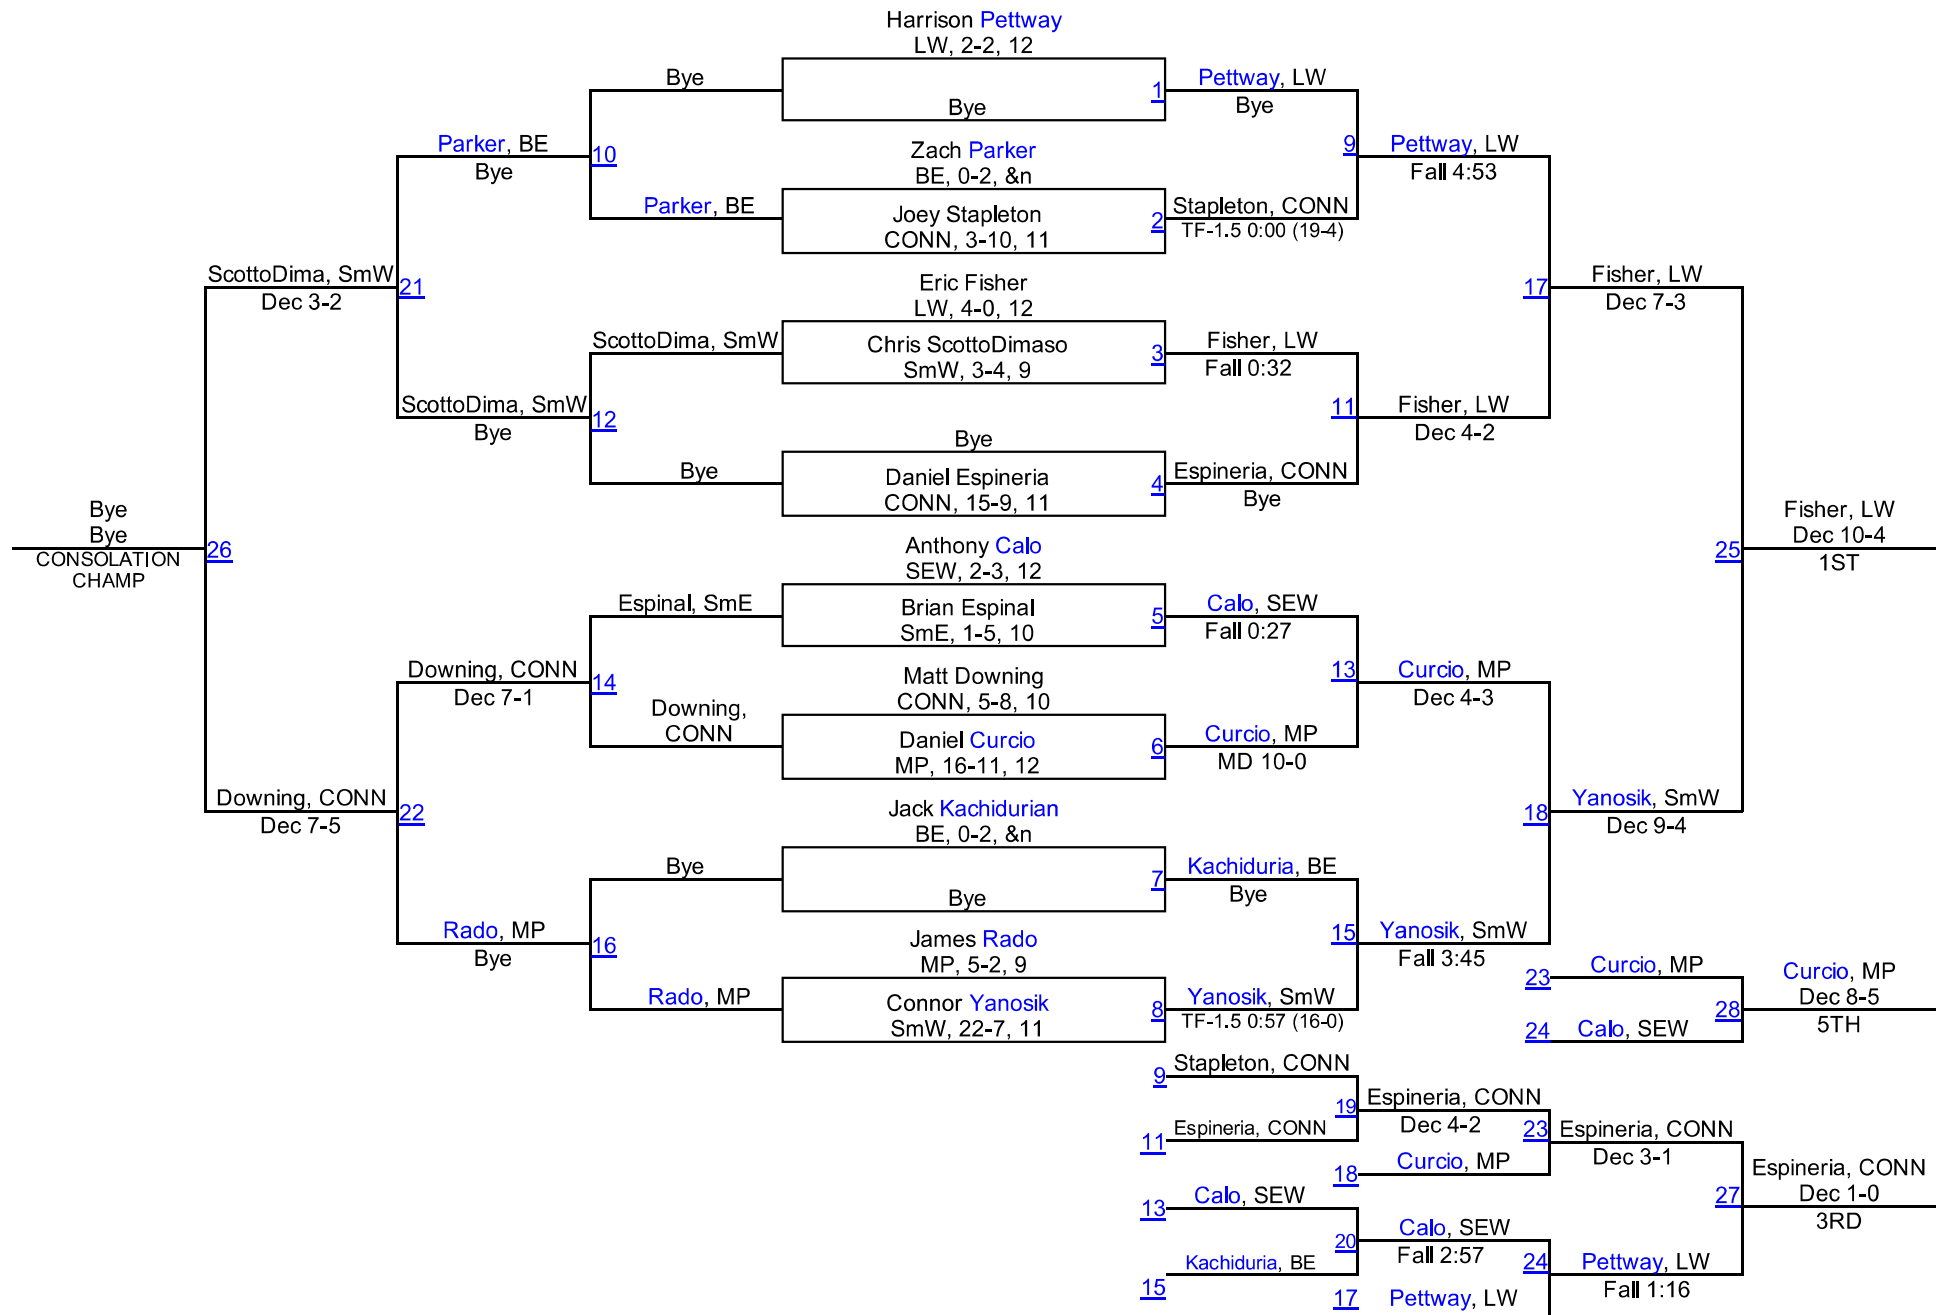 Harrison Pettway
LW, 2-2, 12
Bye
Bye
1
Pettway, LW
Bye
Parker, BE
Bye
10
Zach Parker
BE, 0-2, &n
9
Pettway, LW
Fall 4:53
Parker, BE
Joey Stapleton
CONN, 3-10, 11
2
Stapleton, CONN
TF-1.5 0:00 (19-4)
ScottoDima, SmW
Dec 3-2
21
Eric Fisher
LW, 4-0, 12
17
Fisher, LW
Dec 7-3
ScottoDima, SmW
Chris ScottoDimaso
SmW, 3-4, 9
3
Fisher, LW
Fall 0:32
ScottoDima, SmW
Bye
12
11
Fisher, LW
Dec 4-2
Bye
Bye
Daniel Espineria
CONN, 15-9, 11
4
Espineria, CONN
Bye
Bye
Bye
CONSOLATION
CHAMP
26
Anthony Calo
SEW, 2-3, 12
25
Fisher, LW
Dec 10-4
1ST
Espinal, SmE
Brian Espinal
SmE, 1-5, 10
5
Calo, SEW
Fall 0:27
Downing, CONN
Dec 7-1
14
Matt Downing
CONN, 5-8, 10
13
Curcio, MP
Dec 4-3
Downing,
CONN
Daniel Curcio
MP, 16-11, 12
6
Curcio, MP
MD 10-0
Downing, CONN
Dec 7-5
22
Jack Kachidurian
BE, 0-2, &n
18
Yanosik, SmW
Dec 9-4
Bye
Bye
7
Kachiduria, BE
Bye
Rado, MP
Bye
16
James Rado
MP, 5-2, 9
15
Yanosik, SmW
Fall 3:45
Rado, MP
Connor Yanosik
SmW, 22-7, 11
8
Yanosik, SmW
TF-1.5 0:57 (16-0)
23
Curcio, MP
24
Calo, SEW
28
Curcio, MP
Dec 8-5
5TH
9
Stapleton, CONN
11
Espineria, CONN
19
Espineria, CONN
Dec 4-2
18
Curcio, MP
23
Espineria, CONN
Dec 3-1
13
Calo, SEW
15
Kachiduria, BE
20
Calo, SEW
Fall 2:57
17
Pettway, LW
24
Pettway, LW
Fall 1:16
27
Espineria, CONN
Dec 1-0
3RD